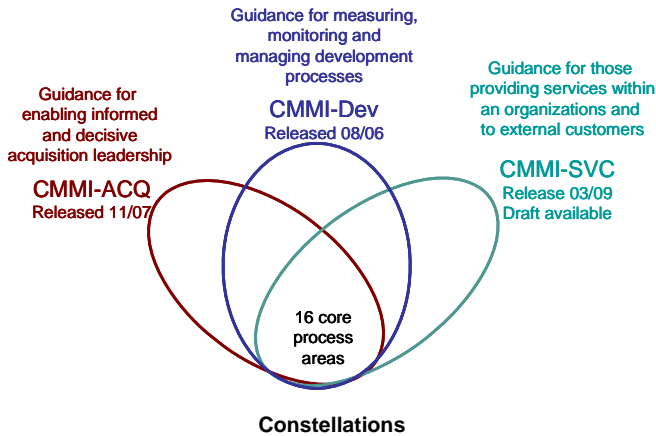 Guidance for measuring,
monitoring and
managing development
processes
CMMI-Dev
Released 08/06
Guidance for
enabling informed
and decisive
acquisition leadership
CMMI-ACQ
Released 11/07
Guidance for those
providing services within
an organizations and
to external customers
CMMI-SVC
Release 03/09
Draft available
16 core
process
areas
Constellations